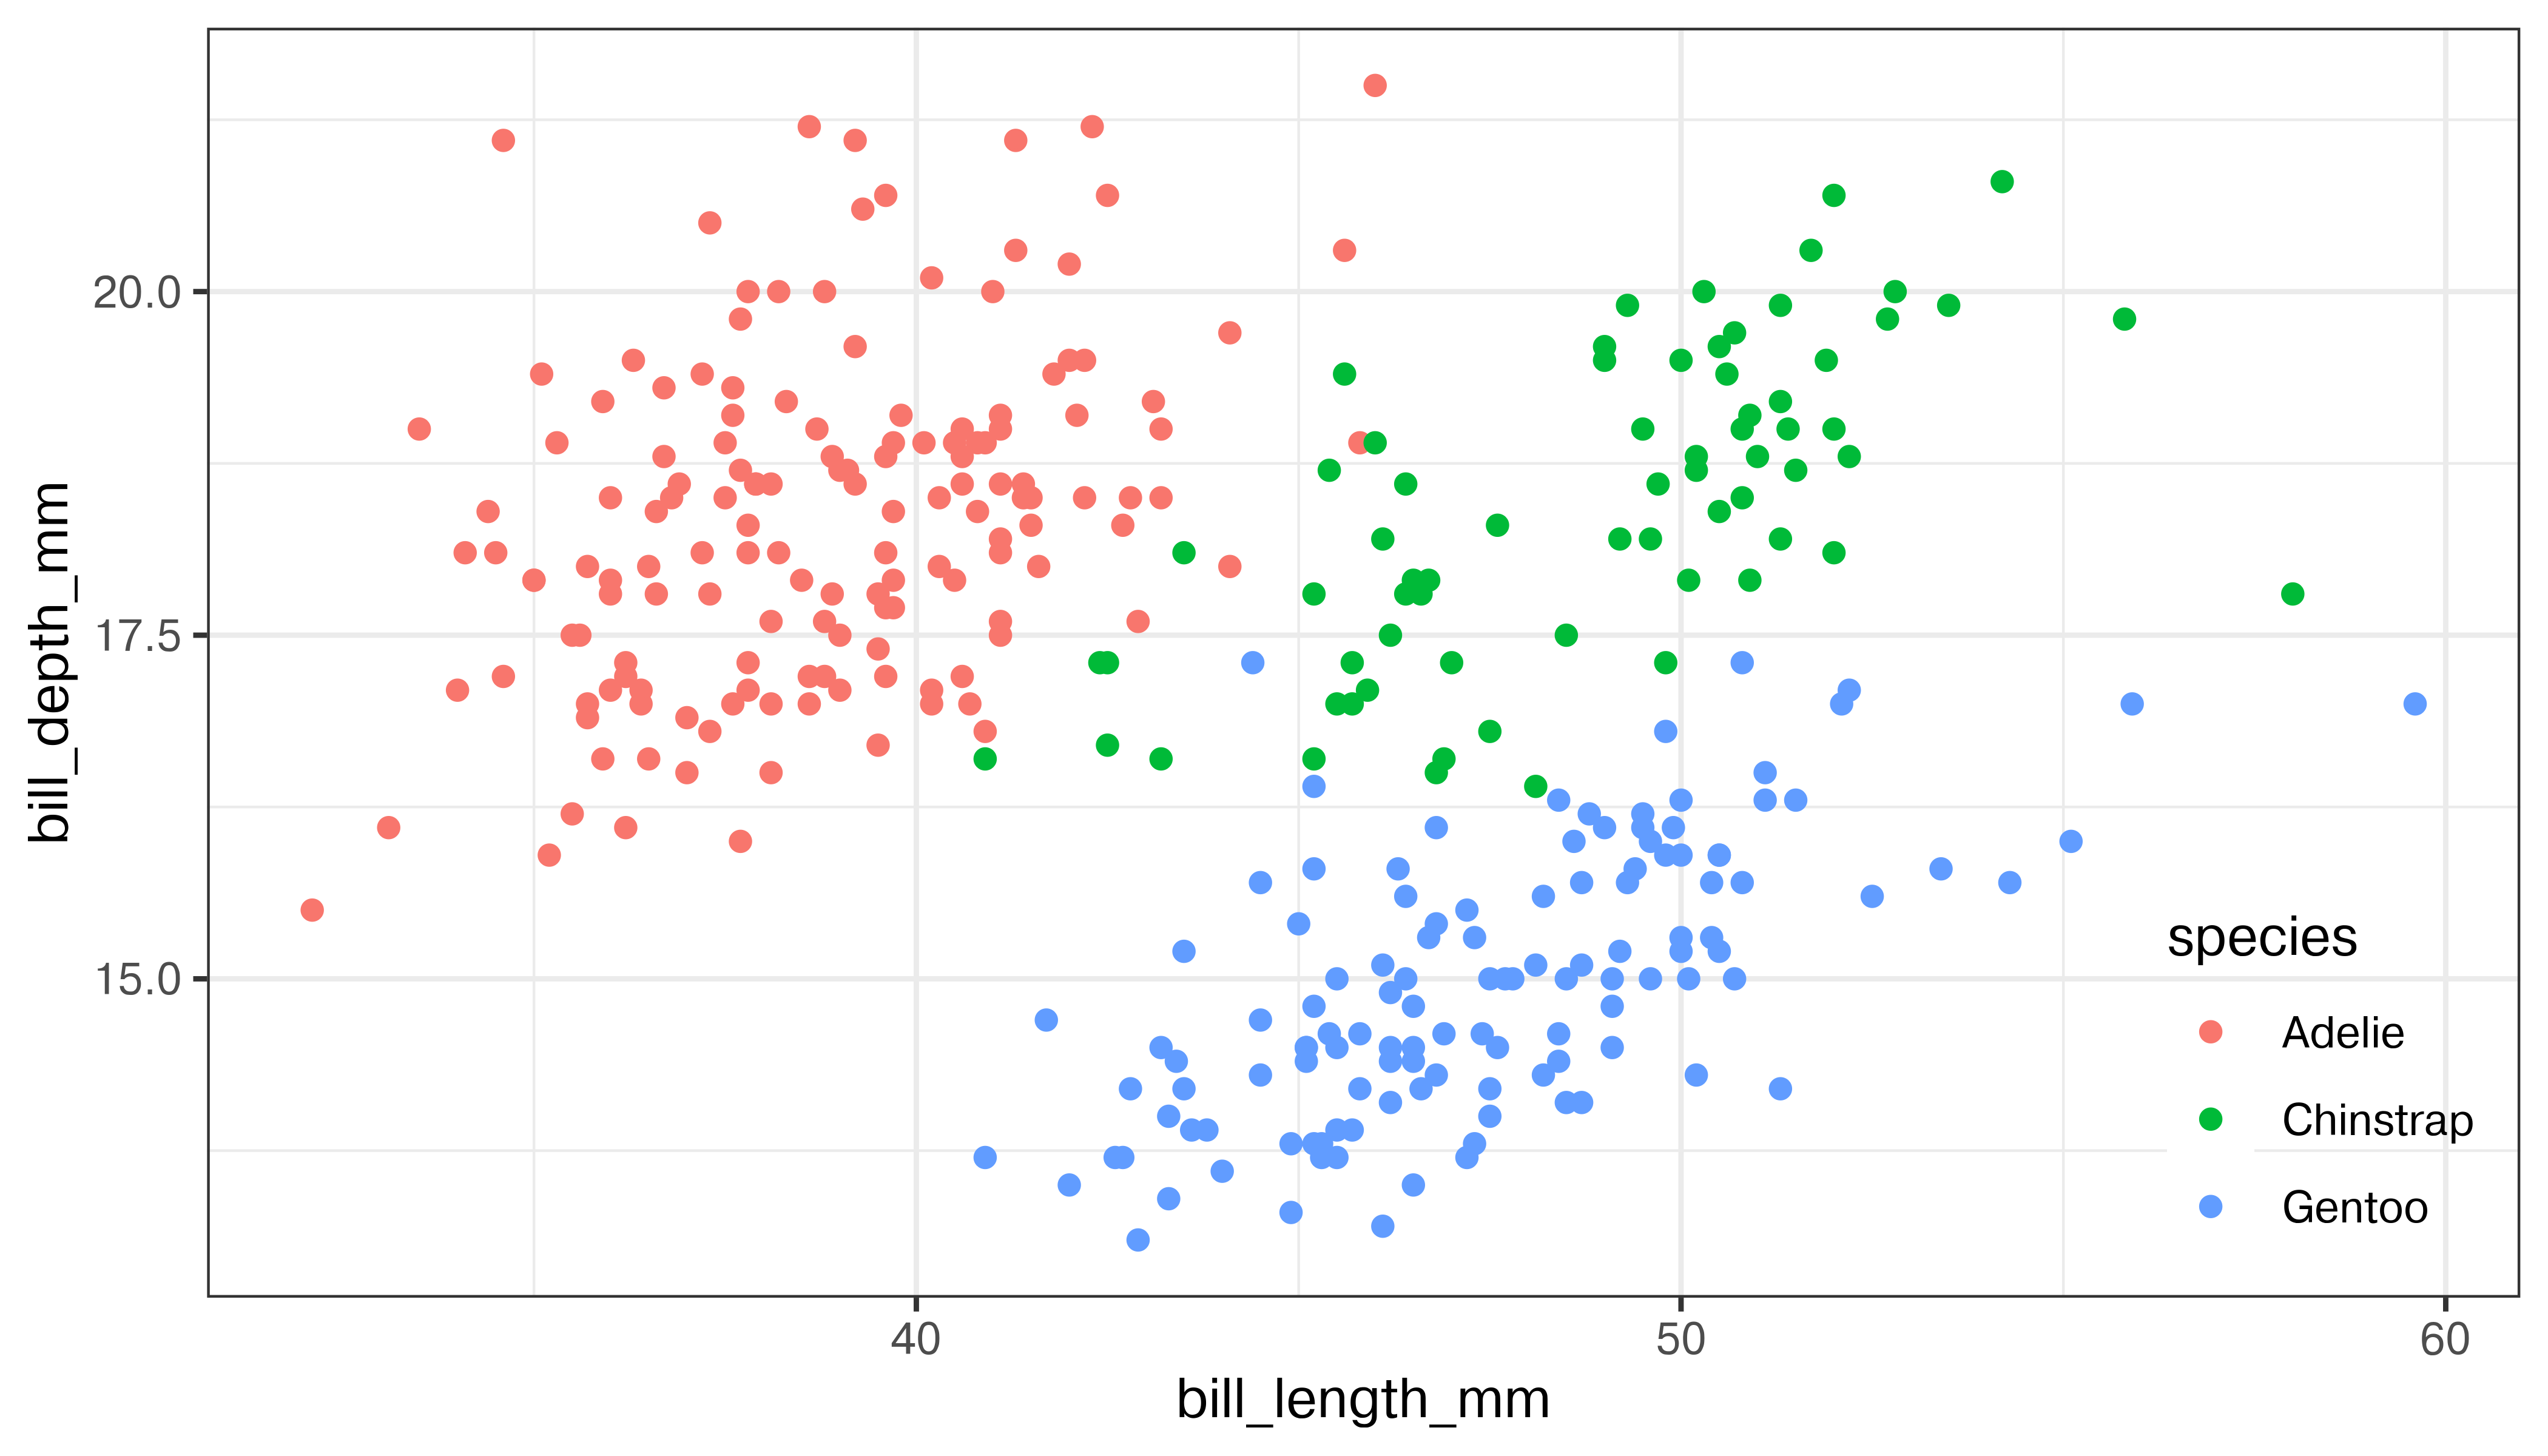 bill_depth_mm
20.0
17.5
15.0
40
50
60
bill_length_mm
species
Adelie
Chinstrap
Gentoo